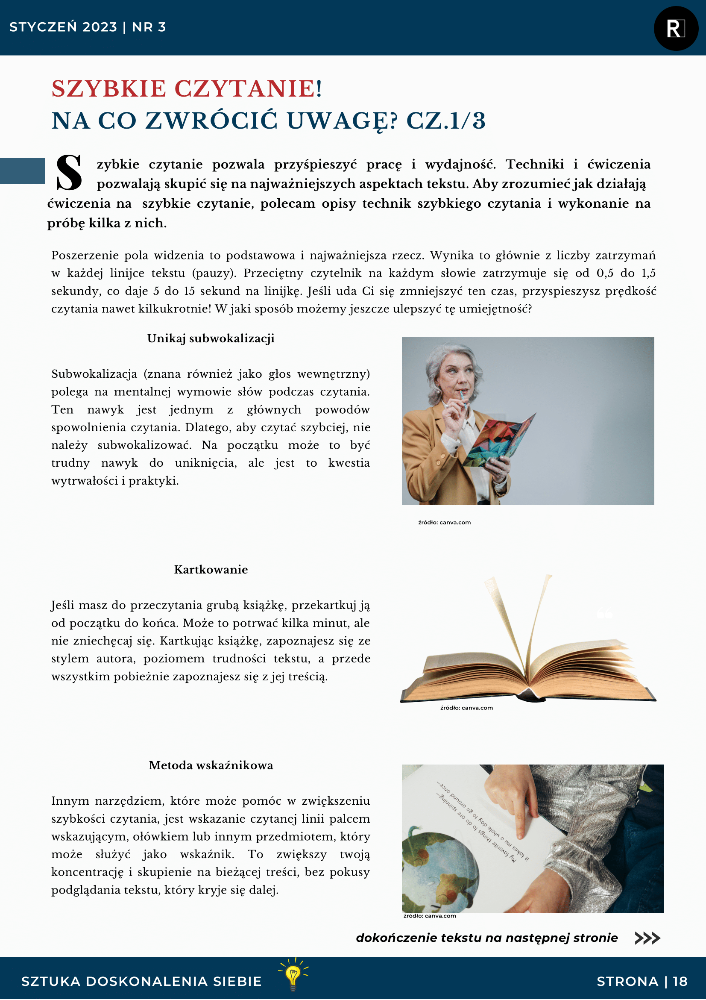 STYCZEŃ 2023 | NR 3
R
SZYBKIE CZYTANIE!
NA CO ZWRÓCIĆ UWAGĘ? CZ.1/3
Szybkie czytanie pozwala przyśpieszyć pracę i wydajność. Techniki i ćwiczenia
pozwalają skupić się na najważniejszych aspektach tekstu. Aby zrozumieć jak działają
ćwiczenia na szybkie czytanie, polecam opisy technik szybkiego czytania i wykonanie na
próbę kilka z nich.
Poszerzenie pola widzenia to podstawowa i najważniejsza rzecz. Wynika to głównie z liczby zatrzymań
w każdej linijce tekstu (pauzy). Przeciętny czytelnik na każdym słowie zatrzymuje się od 0,5 do 1,5
sekundy, co daje 5 do 15 sekund na linijkę. Jeśli uda Ci się zmniejszyć ten czas, przyspieszysz prędkość
czytania nawet kilkukrotnie! W jaki sposób możemy jeszcze ulepszyć tę umiejętność?
Unikaj subwokalizacji
Subwokalizacja (znana również jako głos wewnętrzny)
polega na mentalnej wymowie słów podczas czytania.
Ten nawyk jest jednym z głównych powodów
spowolnienia czytania. Dlatego, aby czytać szybciej, nie
należy subwokalizować. Na początku może to być
trudny nawyk do uniknięcia, ale jest to kwestia
wytrwałości i praktyki.
źródło: canva.com
Kartkowanie
Jeśli masz do przeczytania grubą książkę, przekartkuj ją
od początku do końca. Może to potrwać kilka minut, ale
nie zniechęcaj się. Kartkując książkę, zapoznajesz się ze
stylem autora, poziomem trudności tekstu, a przede
wszystkim pobieżnie zapoznajesz się z jej treścią.
“
źródło: canva.com
Metoda wskaźnikowa
Innym narzędziem, które może pomóc w zwiększeniu
szybkości czytania, jest wskazanie czytanej linii palcem
wskazującym, ołówkiem lub innym przedmiotem, który
może służyć jako wskaźnik. To zwiększy twoją
koncentrację i skupienie na bieżącej treści, bez pokusy
podglądania tekstu, który kryje się dalej.
My favorite things to do are spinning—
it takes me a whole day to go around once—
źródło: canva.com
dokończenie tekstu na następnej stronie >>>
SZTUKA DOSKONALENIA SIEBIE
STRONA | 18